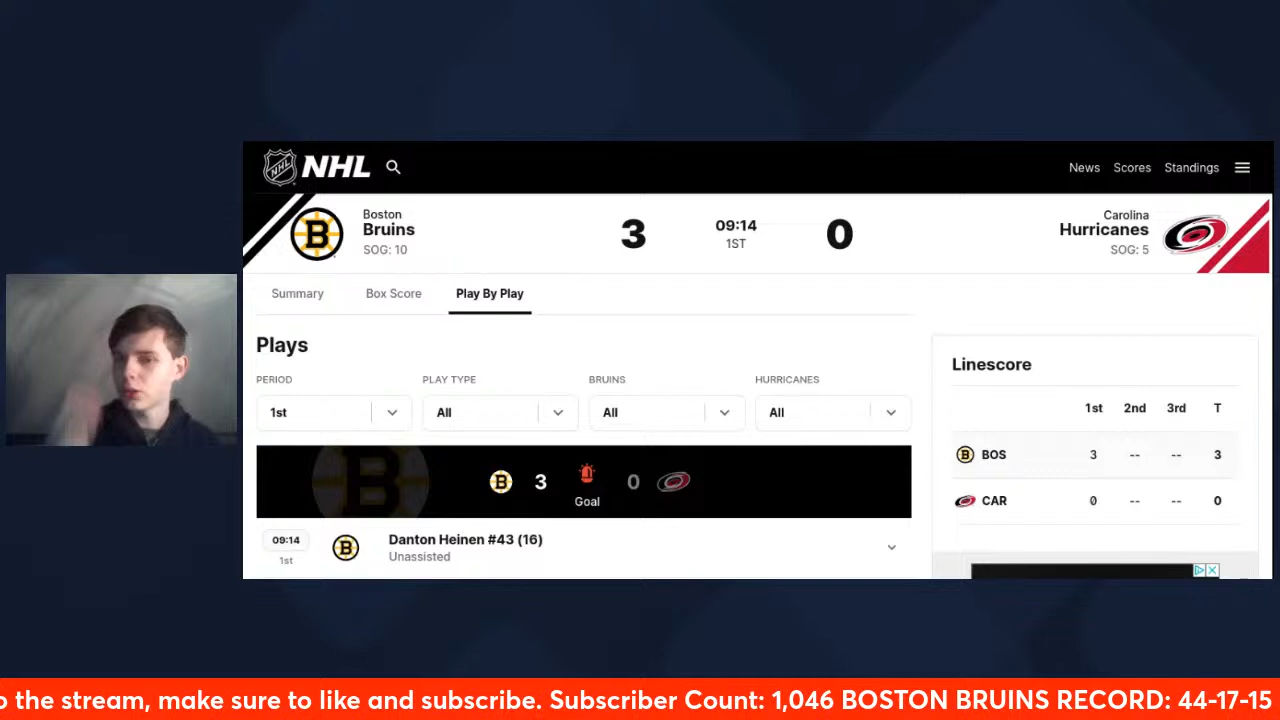 NHL NHL
News Scores Standings
Boston
Bruins
SOG: 10
3
09:14
1ST
0
Carolina
Hurricanes
SOG: 5
Summary Box Score Play By Play
Plays
PERIOD PLAY TYPE BRUINS HURRICANES
1st All All All
B 3 0
Goal
09:14
1st
B
Danton Heinen #43 (16)
Unassisted
Linescore
1st 2nd 3rd T
B BOS 3 -- -- 3
CAR 0 -- -- 0
o the stream, make sure to like and subscribe. Subscriber Count: 1,046 BOSTON BRUINS RECORD: 44-17-15